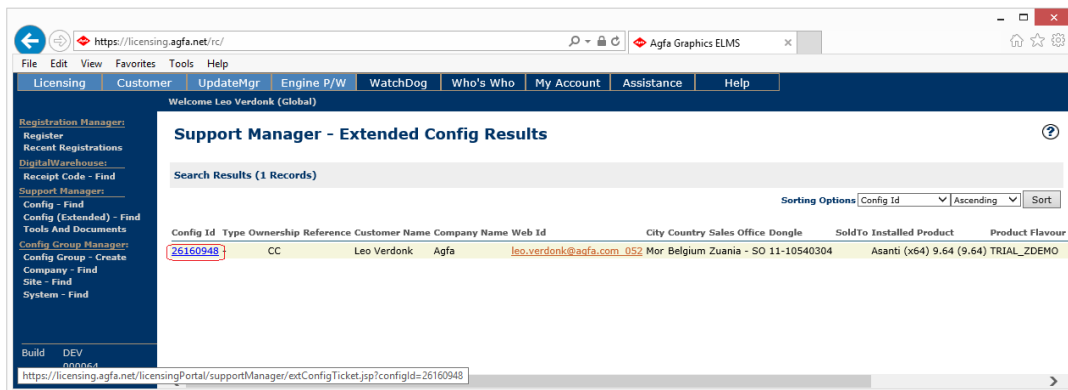 https://licensing.agfa.net/rc/
Agfa Graphics ELMS
File Edit View Favorites Tools Help
Licensing Customer UpdateMgr Engine P/W WatchDog Who's Who My Account Assistance Help
Welcome Leo Verdonk (Global)
Registration Manager:
Register
Recent Registrations
DigitalWarehouse:
Receipt Code - Find
Support Manager:
Config - Find
Config (Extended) - Find
Tools And Documents
Config Group Manager:
Config Group - Create
Company - Find
Site - Find
System - Find
Build DEV
Support Manager - Extended Config Results
Search Results (1 Records)
Sorting Options Config Id Ascending Sort
Config Id Type Ownership Reference Customer Name Company Name Web Id City Country Sales Office Dongle SoldTo Installed Product Product Flavour
26160948 - CC Leo Verdonk Agfa leo.verdonk@agfa.com_052 Mor Belgium Zuania - SO 11-10540304 Asanti (x64) 9.64 (9.64) TRIAL_ZDEMO
https://licensing.agfa.net/licensingPortal/supportManager/extConfigTicket.jsp?configId=26160948